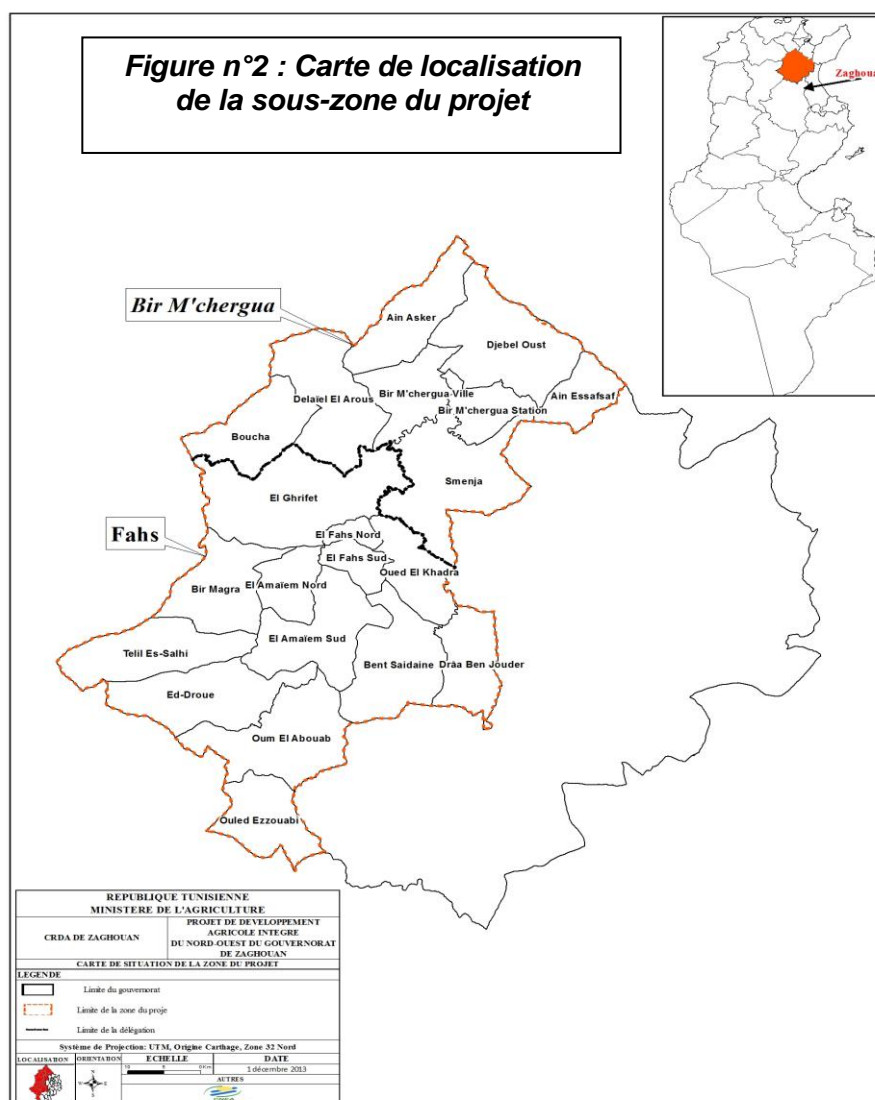 Figure n°2 : Carte de localisation
de la sous-zone du projet
Zaghoua
Bir M'chergua
Ain Asker
Djebel Oust
Bir M'chergua Ville
Ain Essafsaf
Delaïel El Arous
Bir M'chergua Station
Boucha
Smenja
El Ghrifet
Fahs
El Fahs Nord
El Fahs Sud
Oued El Khadra
Bir Magra
El Amaïem Nord
El Amaïem Sud
Telil Es-Salhi
Bent Saidaine
Drâa Ben Jouder
Ed-Droue
Oum El Abouab
Ouled Ezzouabi
REPUBLIQUE TUNISIENNE
MINISTERE DE L'AGRICULTURE
CRDA DE ZAGHOUAN
PROJET DE DEVELOPPEMENT
AGRICOLE INTEGRE
DU NORD-OUEST DU GOUVERNORAT
DE ZAGHOUAN
CARTE DE SITUATION DE LA ZONE DU PROJET
LEGENDE
Limite du gouvernorat
Limite de la zone du proje
Limite de la délégation
Système de Projection: UTM, Origine Carthage, Zone 32 Nord
LOCALISATION
ORIENTATION
ECHELLE
DATE
N
W
E
S
0 Km
1 décembre 2013
AUTRES